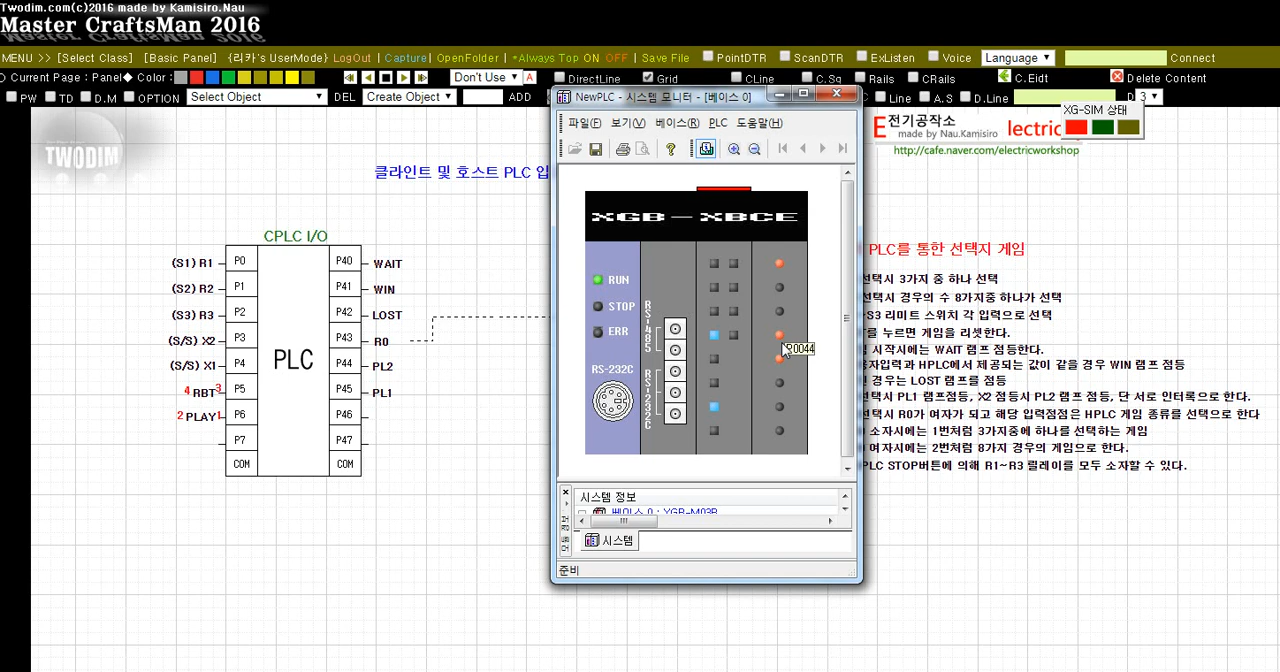 Twodim.com(c)2016 made by Kamisiro.Nau
Master CraftsMan 2016
MENU >> [Select Class] [Basic Panel] {리카's UserMode} LogOut | Capture| OpenFolder | *Always Top ON OFF | Save File PointDTR ScanDTR ExListen Voice Language Connect
Current Page : Panel◆ Color : Don't Use A DirectLine Grid CLine C.Sq Rails CRails C.Eidt Delete Content
PW TD D.M OPTION Select Object DEL Create Object ADD Line A.S D.Line D 3
NewPLC - 시스템 모니터 - [베이스 0]
파일(F) 보기(V) 베이스(R) PLC 도움말(H)
XG-SIM 상태
E전기공작소
made by Nau.Kamisiro
lectric
http://cafe.naver.com/electricworkshop
TWODIM
클라인트 및 호스트 PLC 입
XGB-XBCE
RUN
STOP
ERR
RS-232C
RS-485
RS-232C
R0044
CPLC I/O
(S1) R1 P0 P40 WAIT
(S2) R2 P1 P41 WIN
(S3) R3 P2 P42 LOST
(S/S) X2 P3 P43 R0
(S/S) X1 P4 P44 PL2
4 RBT 3 P5 P45 PL1
2 PLAY 1 P6 P46
P7 P47
COM COM
PLC
PLC를 통한 선택지 게임
선택시 3가지 중 하나 선택
선택시 경우의 수 8가지중 하나가 선택
-S3 리미트 스위치 각 입력으로 선택
를 누르면 게임을 리셋한다.
시작시에는 WAIT 램프 점등한다.
용자입력과 HPLC에서 제공되는 값이 같을 경우 WIN 램프 점등
경우는 LOST 램프를 점등
선택시 PL1 램프점등, X2 점등시 PL2 램프 점등, 단 서로 인터록으로 한다.
선택시 R0가 여자가 되고 해당 입력접점은 HPLC 게임 종류를 선택으로 한다
소자시에는 1번처럼 3가지중에 하나를 선택하는 게임
여자시에는 2번처럼 8가지 경우의 게임으로 한다.
PLC STOP버튼에 의해 R1~R3 릴레이를 모두 소자할 수 있다.
시스템 정보
베이스 0 : XGB-M03B
시스템
준비